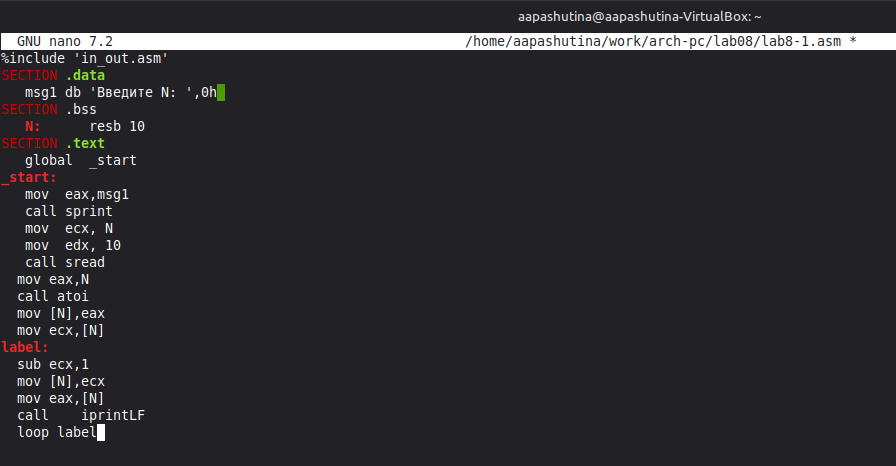 aapashutina@aapashutina-VirtualBox: ~
GNU nano 7.2 /home/aapashutina/work/arch-pc/lab08/lab8-1.asm *
%include 'in_out.asm'
SECTION .data
   msg1 db 'Введите N: ',0h
SECTION .bss
   N:      resb 10
SECTION .text
   global  _start
_start:
   mov  eax,msg1
   call sprint
   mov  ecx, N
   mov  edx, 10
   call sread
  mov eax,N
  call atoi
  mov [N],eax
  mov ecx,[N]
label:
  sub ecx,1
  mov [N],ecx
  mov eax,[N]
  call    iprintLF
  loop label